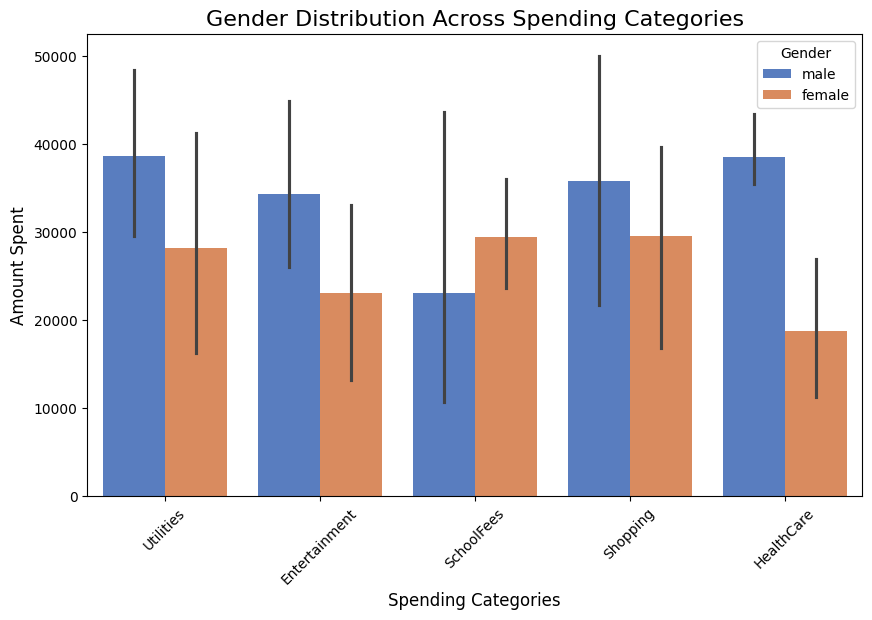 Gender Distribution Across Spending Categories
Gender
male
female
Amount Spent
50000
40000
30000
20000
10000
0
Utilities
Entertainment
SchoolFees
Shopping
HealthCare
Spending Categories